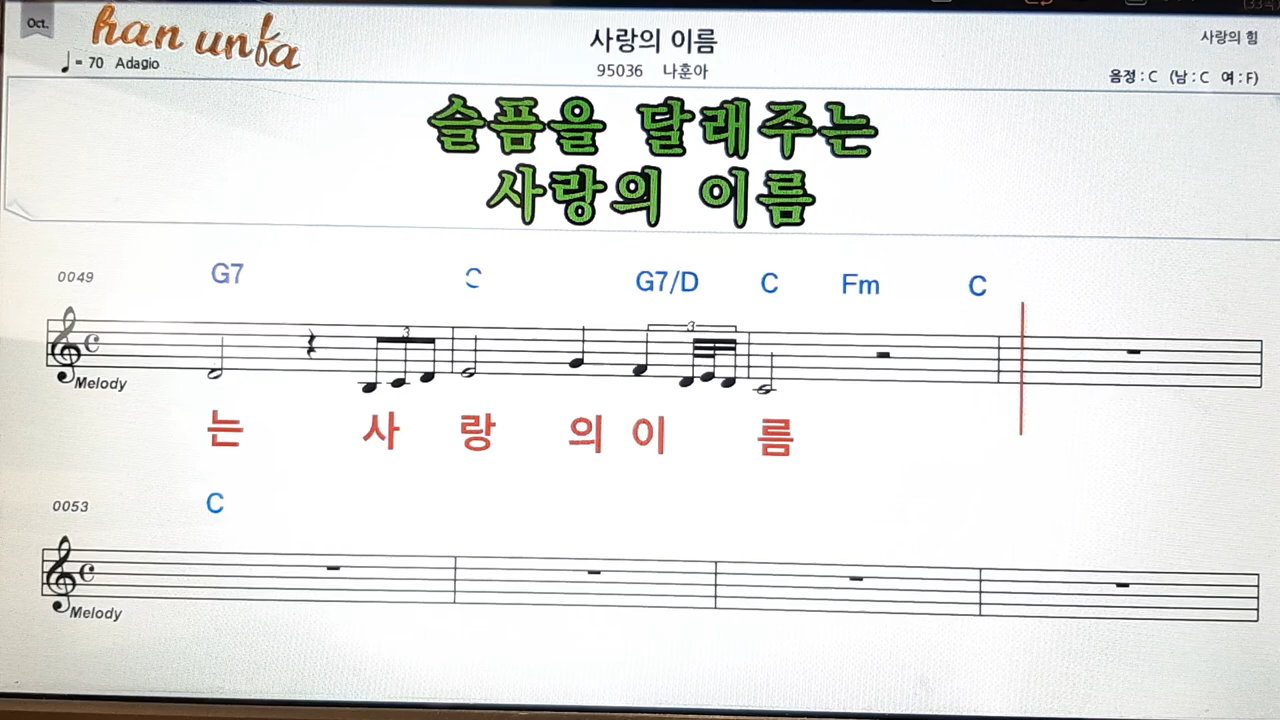 Oct.
han unfa
사랑의 이름
사랑의 힘
♩= 70 Adagio
95036 나훈아
음정 : C (남 : C 여 : F)
슬픔을 달래주는
사랑의 이름
0049 G7 C G7/D C Fm C
3 3
Melody
는 사 랑 의 이 름
0053 C
Melody